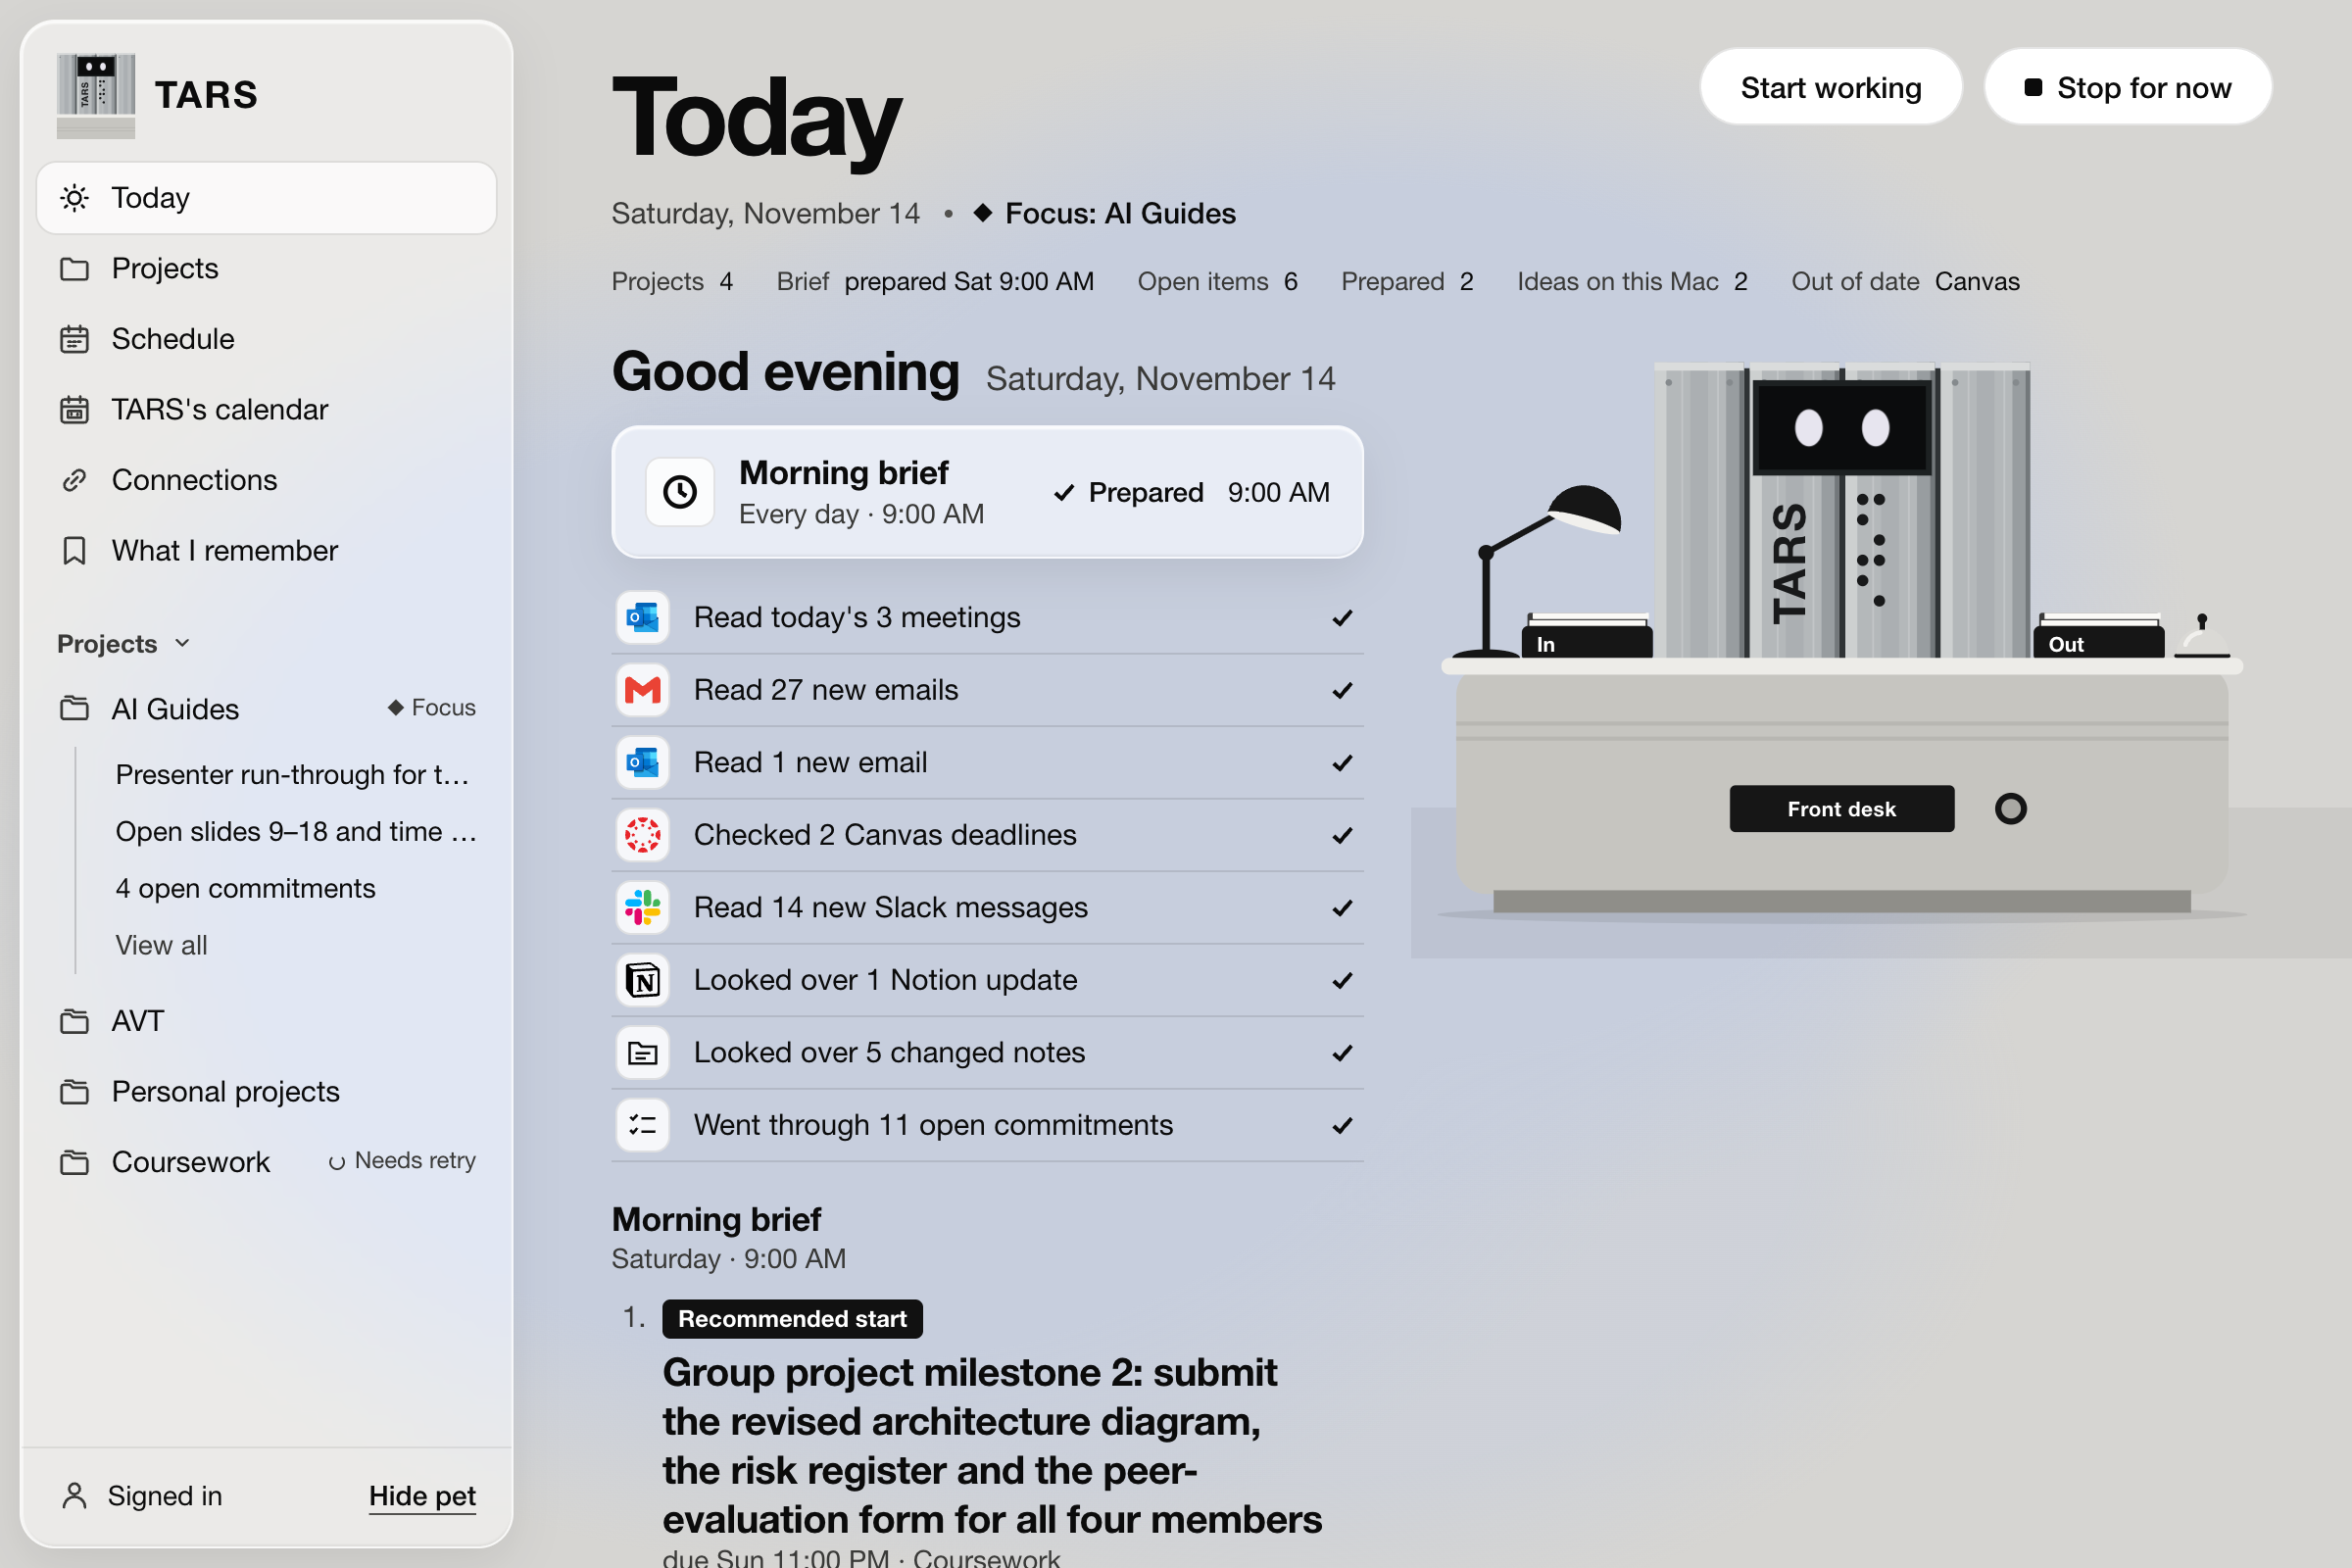 TARS
Today
Projects
Schedule
TARS's calendar
Connections
What I remember
Projects
AI Guides
Focus
Presenter run-through for t…
Open slides 9–18 and time …
4 open commitments
View all
AVT
Personal projects
Coursework
Needs retry
Signed in
Hide pet
Today
Start working
Stop for now
Saturday, November 14 • Focus: AI Guides
Projects 4 Brief prepared Sat 9:00 AM Open items 6 Prepared 2 Ideas on this Mac 2 Out of date Canvas
Good evening Saturday, November 14
Morning brief
Every day · 9:00 AM
Prepared 9:00 AM
Read today's 3 meetings
Read 27 new emails
Read 1 new email
Checked 2 Canvas deadlines
Read 14 new Slack messages
Looked over 1 Notion update
Looked over 5 changed notes
Went through 11 open commitments
TARS
In
Out
Front desk
Morning brief
Saturday · 9:00 AM
1. Recommended start
Group project milestone 2: submit
the revised architecture diagram,
the risk register and the peer-
evaluation form for all four members
due Sun 11:00 PM · Coursework